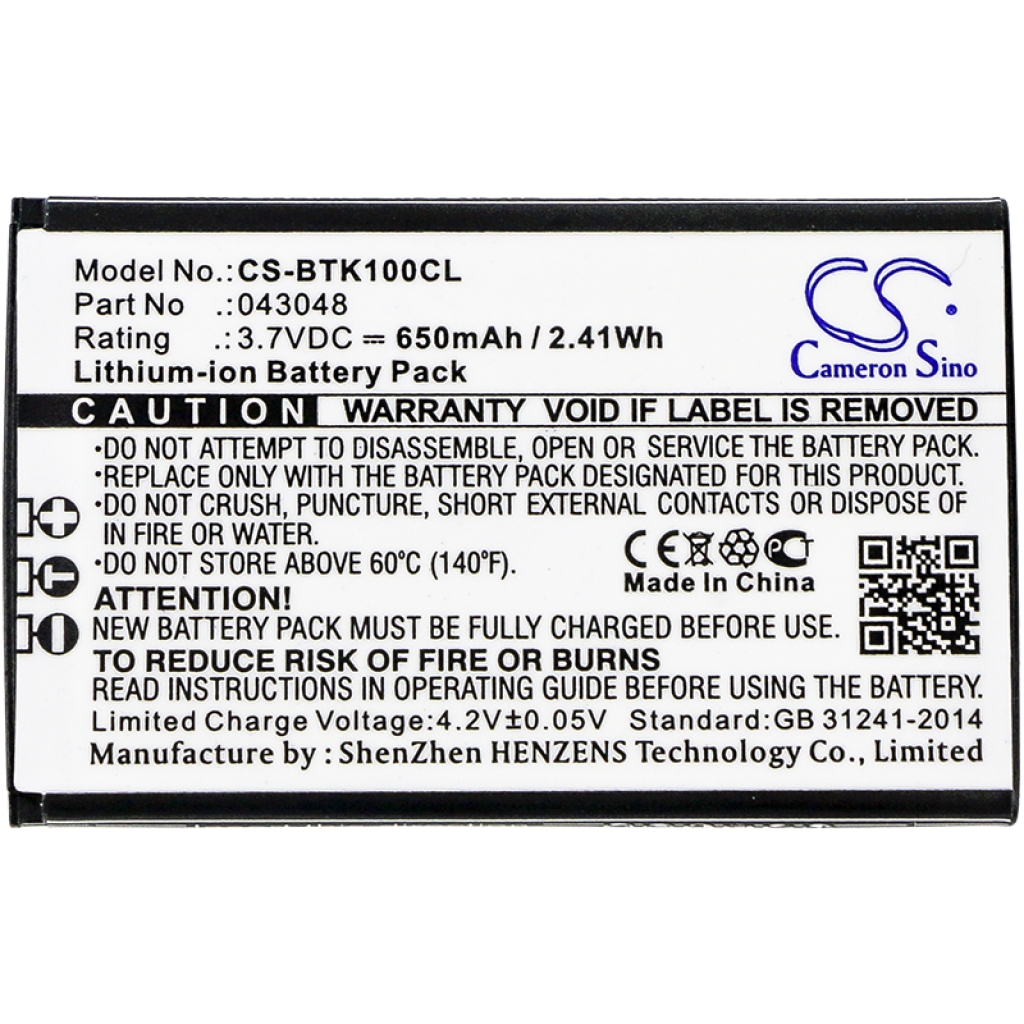 Model No.:CS-BTK100CL
Part No .:043048
Rating .:3.7VDC ⎓ 650mAh / 2.41Wh
Lithium-ion Battery Pack
CS
Cameron Sino
CAUTION WARRANTY VOID IF LABEL IS REMOVED
•DO NOT ATTEMPT TO DISASSEMBLE, OPEN OR SERVICE THE BATTERY PACK.
•REPLACE ONLY WITH THE BATTERY PACK DESIGNATED FOR THIS PRODUCT.
•DO NOT CRUSH, PUNCTURE, SHORT EXTERNAL CONTACTS OR DISPOSE OF
IN FIRE OR WATER.
•DO NOT STORE ABOVE 60°C (140°F).
+
T
-
CE PCT
Made In China
ATTENTION!
NEW BATTERY PACK MUST BE FULLY CHARGED BEFORE USE.
TO REDUCE RISK OF FIRE OR BURNS
READ INSTRUCTIONS IN OPERATING GUIDE BEFORE USING THE BATTERY.
Limited Charge Voltage:4.2V±0.05V Standard:GB 31241-2014
Manufacture by : ShenZhen HENZENS Technology Co., Limited